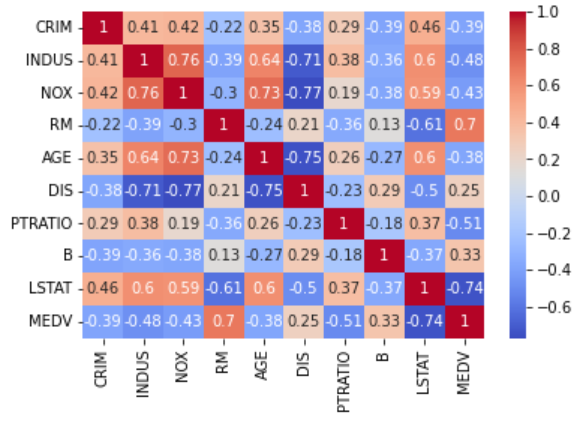 CRIM 1 0.41 0.42 -0.22 0.35 -0.38 0.29 -0.39 0.46 -0.39
INDUS 0.41 1 0.76 -0.39 0.64 -0.71 0.38 -0.36 0.6 -0.48
NOX 0.42 0.76 1 -0.3 0.73 -0.77 0.19 -0.38 0.59 -0.43
RM -0.22 -0.39 -0.3 1 -0.24 0.21 -0.36 0.13 -0.61 0.7
AGE 0.35 0.64 0.73 -0.24 1 -0.75 0.26 -0.27 0.6 -0.38
DIS -0.38 -0.71 -0.77 0.21 -0.75 1 -0.23 0.29 -0.5 0.25
PTRATIO 0.29 0.38 0.19 -0.36 0.26 -0.23 1 -0.18 0.37 -0.51
B -0.39 -0.36 -0.38 0.13 -0.27 0.29 -0.18 1 -0.37 0.33
LSTAT 0.46 0.6 0.59 -0.61 0.6 -0.5 0.37 -0.37 1 -0.74
MEDV -0.39 -0.48 -0.43 0.7 -0.38 0.25 -0.51 0.33 -0.74 1
CRIM INDUS NOX RM AGE DIS PTRATIO B LSTAT MEDV
1.0
0.8
0.6
0.4
0.2
0.0
−0.2
−0.4
−0.6